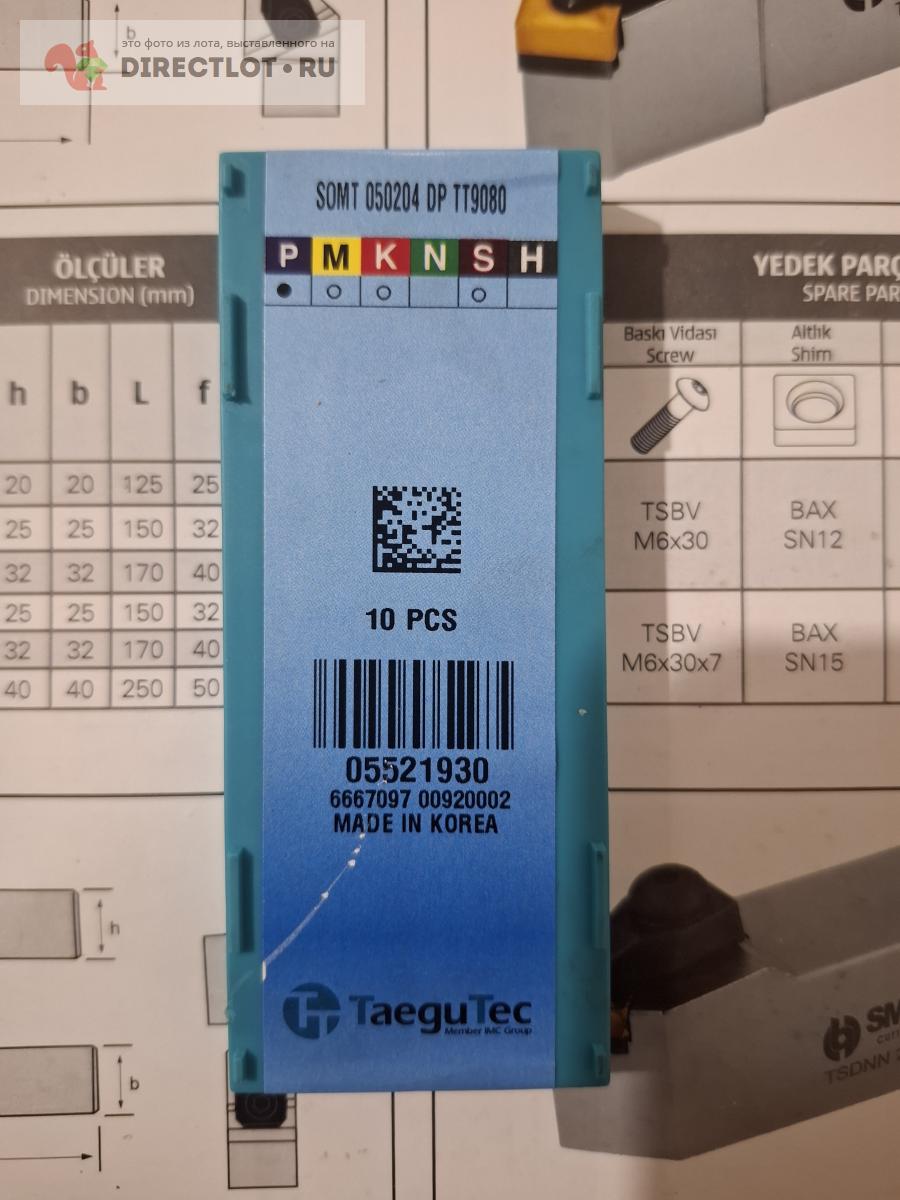 это фото из лота, выставленного на
DIRECTLOT•RU
b
SOMT 050204 DP TT9080
P M K N S H
ÖLÇÜLER
DIMENSION (mm)
h b L f
20 20 125 25
25 25 150 32
32 32 170 40
25 25 150 32
32 32 170 40
40 40 250 50
YEDEK PARÇ
SPARE PAR
Baskı Vidası
Screw
Altlık
Shim
TSBV
M6x30
BAX
SN12
TSBV
M6x30x7
BAX
SN15
10 PCS
05521930
6667097 00920002
MADE IN KOREA
TaeguTec
Member IMC Group
h
b
SM
TSDNN